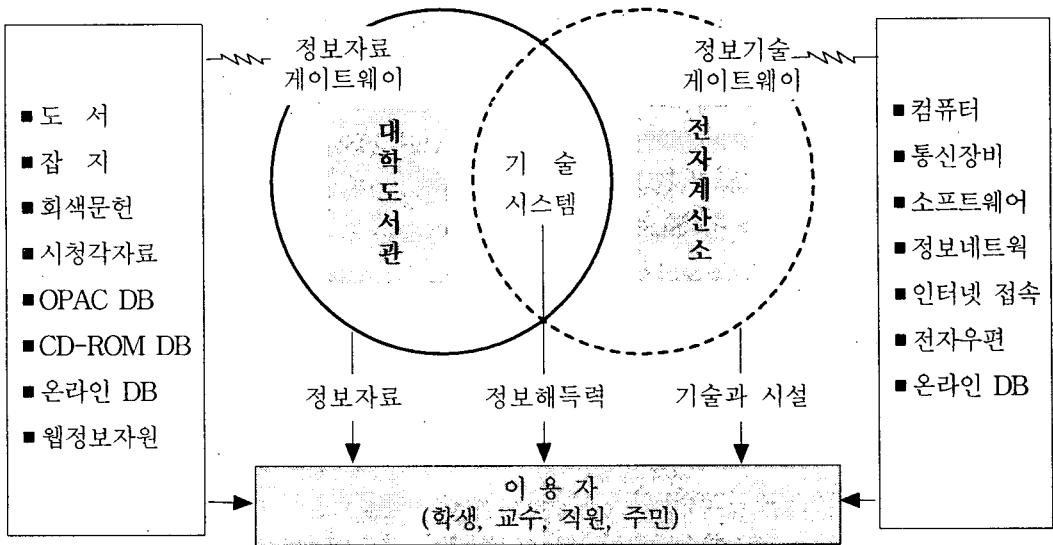 ■ 도 서
■ 잡 지
■ 회색문헌
■ 시청각자료
■ OPAC DB
■ CD-ROM DB
■ 온라인 DB
■ 웹정보자원
정보자료
게이트웨이
대학도서관
기 술
시스템
정보기술
게이트웨이
전자계산소
■ 컴퓨터
■ 통신장비
■ 소프트웨어
■ 정보네트웍
■ 인터넷 접속
■ 전자우편
■ 온라인 DB
정보자료
정보해득력
기술과 시설
이 용 자
(학생, 교수, 직원, 주민)